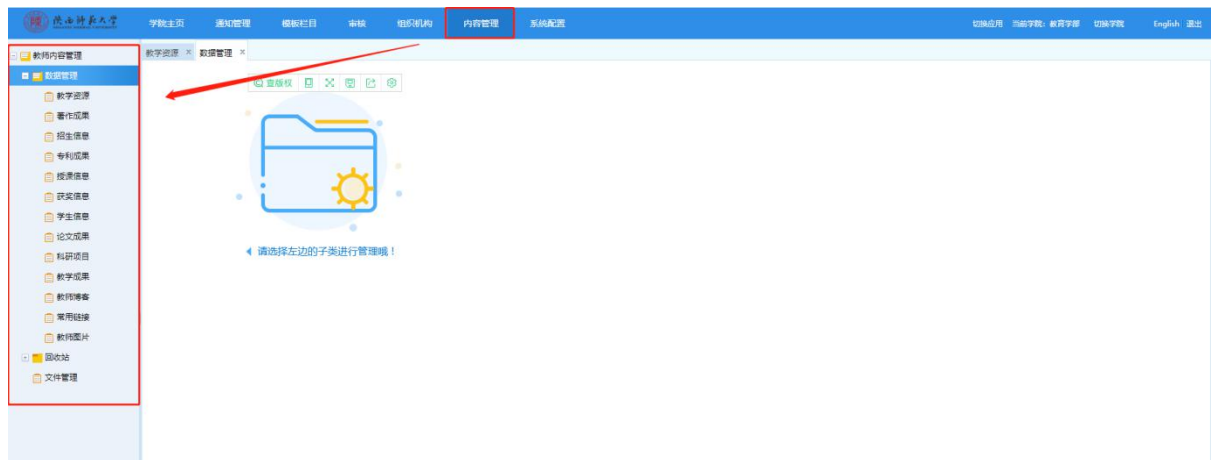 陕西师范大学
学院主页 通知管理 模板栏目 审核 组织机构 内容管理 系统配置 切换应用 当前学院：教育学部 切换学院 English 退出
教师内容管理
数据管理
教学资源
著作成果
招生信息
专利成果
授课信息
获奖信息
学生信息
论文成果
科研项目
教学成果
教师博客
常用链接
教师图片
回收站
文件管理
教学资源 × 数据管理 ×
查版权
请选择左边的子类进行管理哦！